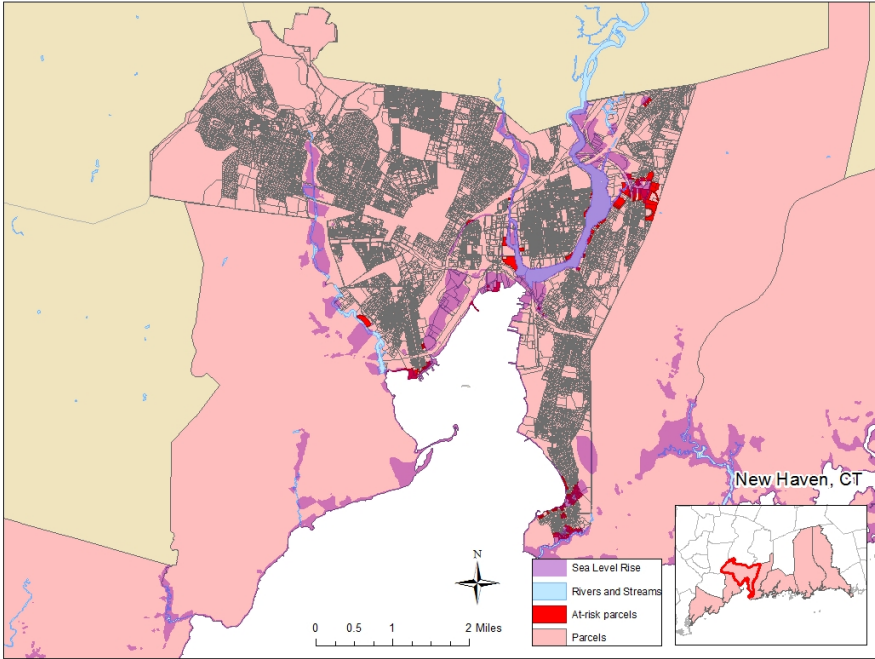 New Haven, CT
N
Sea Level Rise
Rivers and Streams
At-risk parcels
Parcels
0 0.5 1 2 Miles